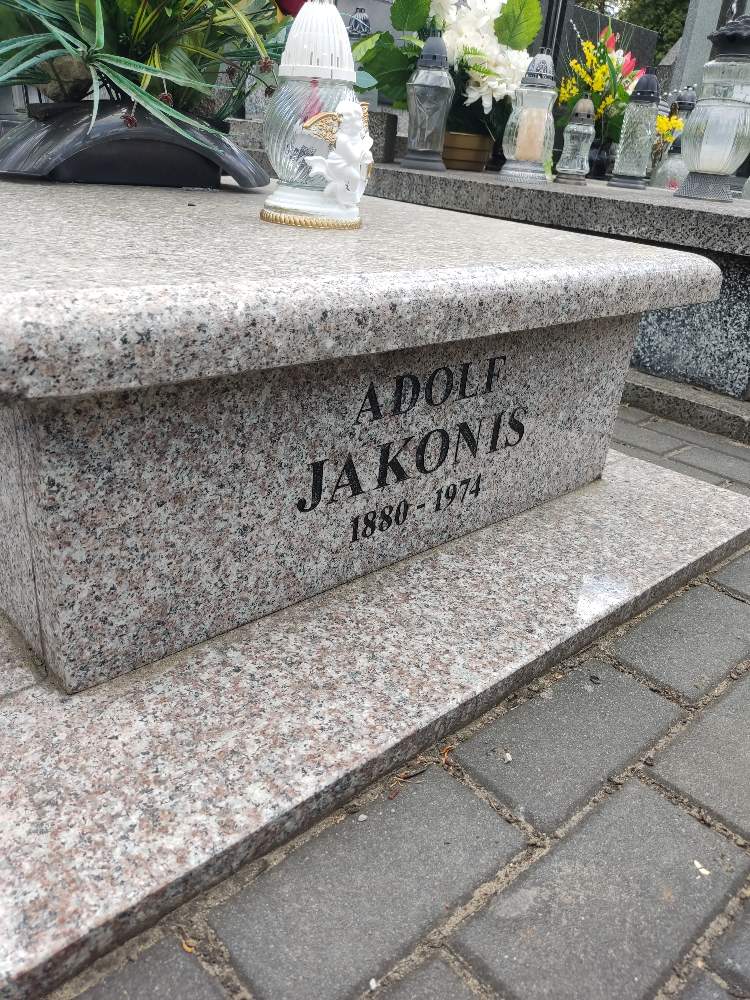 ADOLF
JAKONIS
1880 - 1974